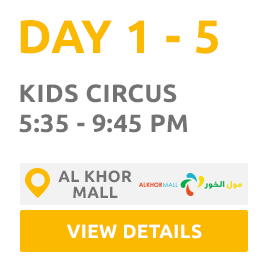 DAY 1 - 5
KIDS CIRCUS
5:35 - 9:45 PM
AL KHOR
MALL
ALKHORMALL مول الخور
VIEW DETAILS